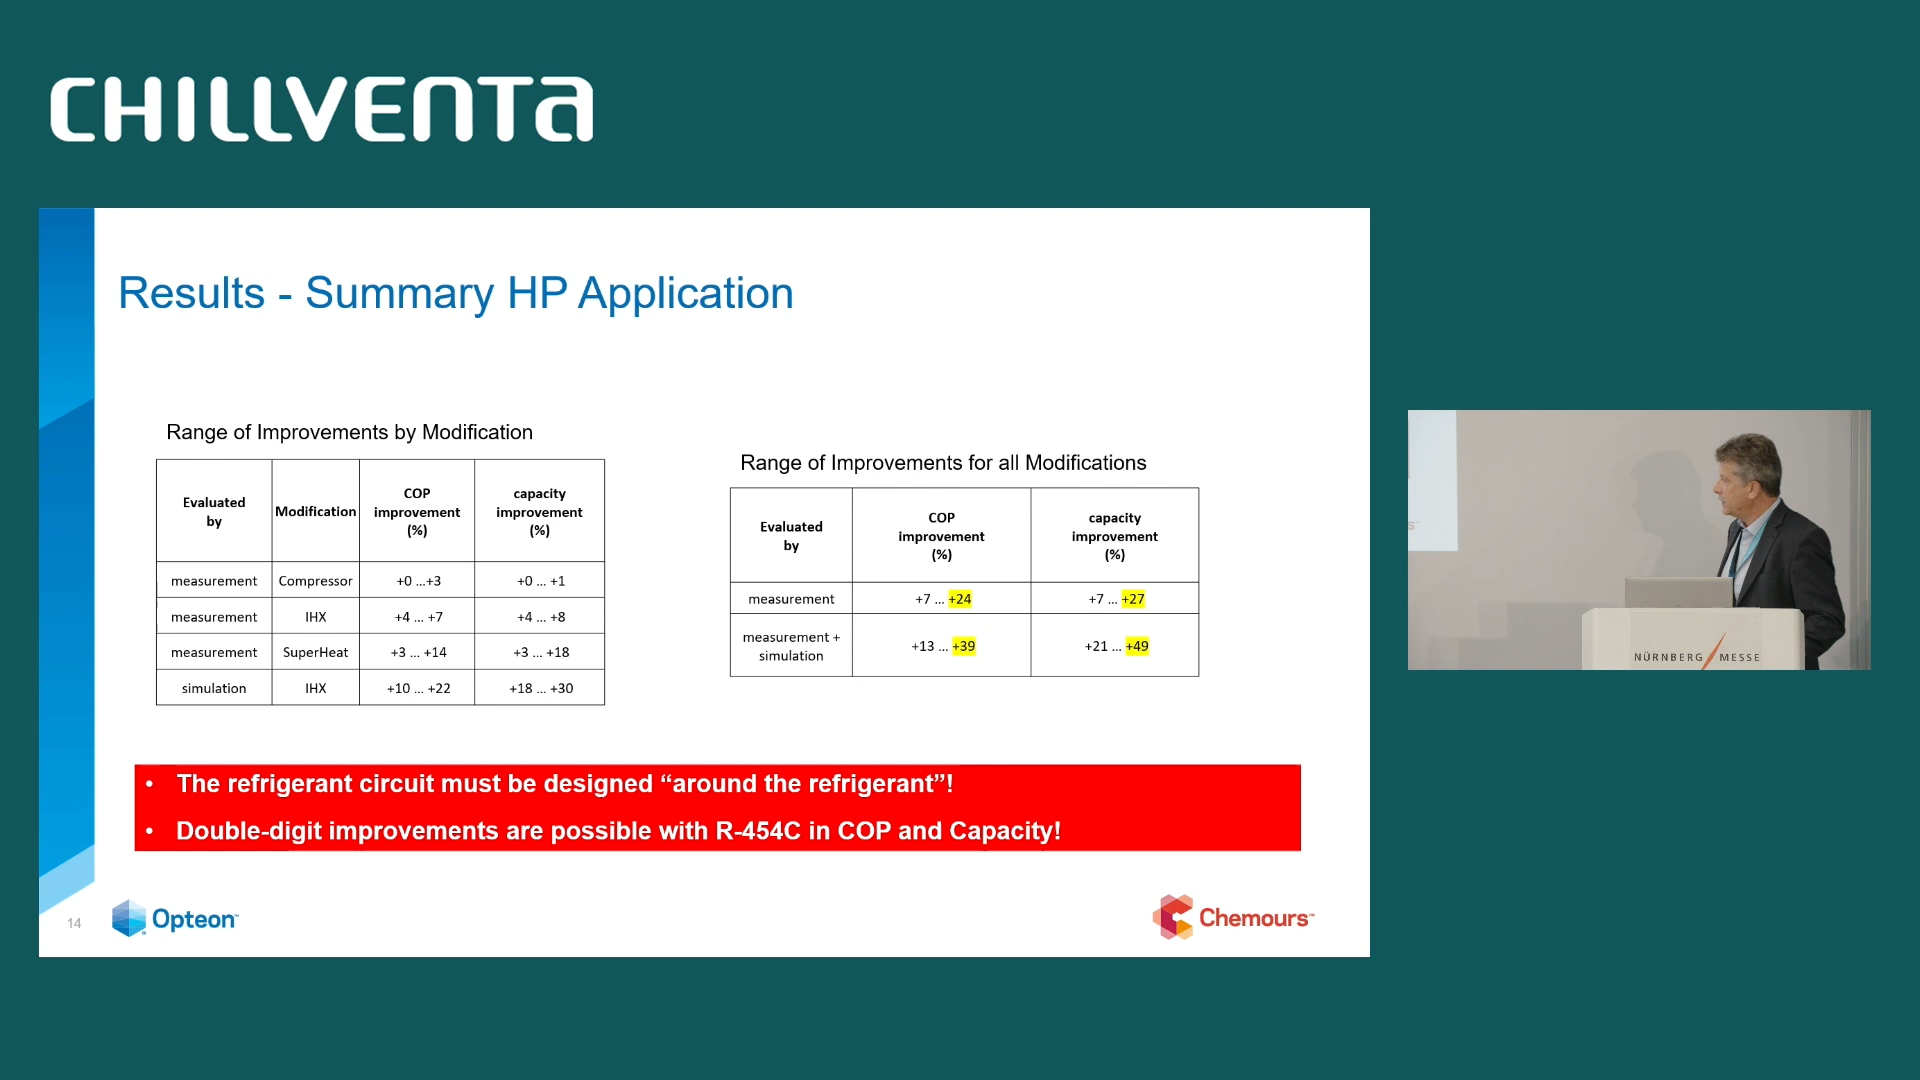 CHILLVENTA
Results - Summary HP Application
Range of Improvements by Modification
Evaluated by Modification COP improvement (%) capacity improvement (%)
measurement Compressor +0 ...+3 +0 ... +1
measurement IHX +4 ... +7 +4 ... +8
measurement SuperHeat +3 ... +14 +3 ... +18
simulation IHX +10 ... +22 +18 ... +30
Range of Improvements for all Modifications
Evaluated by COP improvement (%) capacity improvement (%)
measurement +7 ... +24 +7 ... +27
measurement + simulation +13 ... +39 +21 ... +49
• The refrigerant circuit must be designed “around the refrigerant”!
• Double-digit improvements are possible with R-454C in COP and Capacity!
14
Opteon™
Chemours™
NÜRNBERG MESSE